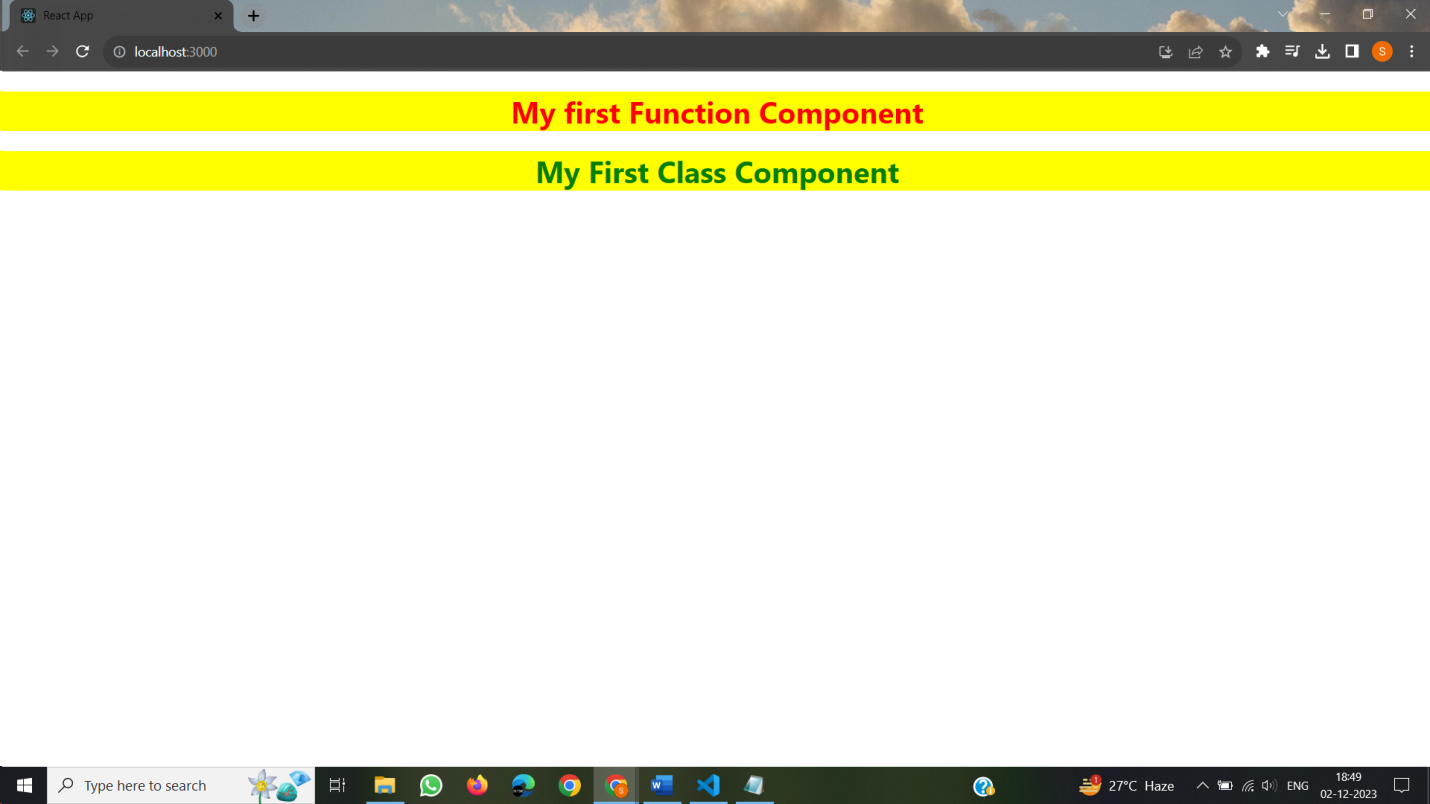 React App
localhost:3000
S
My first Function Component
My First Class Component
Type here to search
S
W
1
27°C Haze
ENG
18:49
02-12-2023